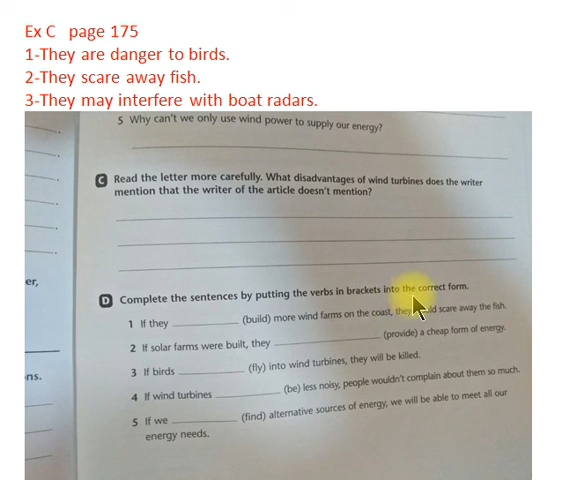 Ex C page 175
1-They are danger to birds.
2-They scare away fish.
3-They may interfere with boat radars.
5 Why can't we only use wind power to supply our energy?
C Read the letter more carefully. What disadvantages of wind turbines does the writer
mention that the writer of the article doesn't mention?
er,
D Complete the sentences by putting the verbs in brackets into the correct form.
1 If they (build) more wind farms on the coast, they scare away the fish.
2 If solar farms were built, they (provide) a cheap form of energy.
3 If birds (fly) into wind turbines, they will be killed.
ns.
4 If wind turbines (be) less noisy, people wouldn't complain about them so much.
5 If we (find) alternative sources of energy, we will be able to meet all our
energy needs.